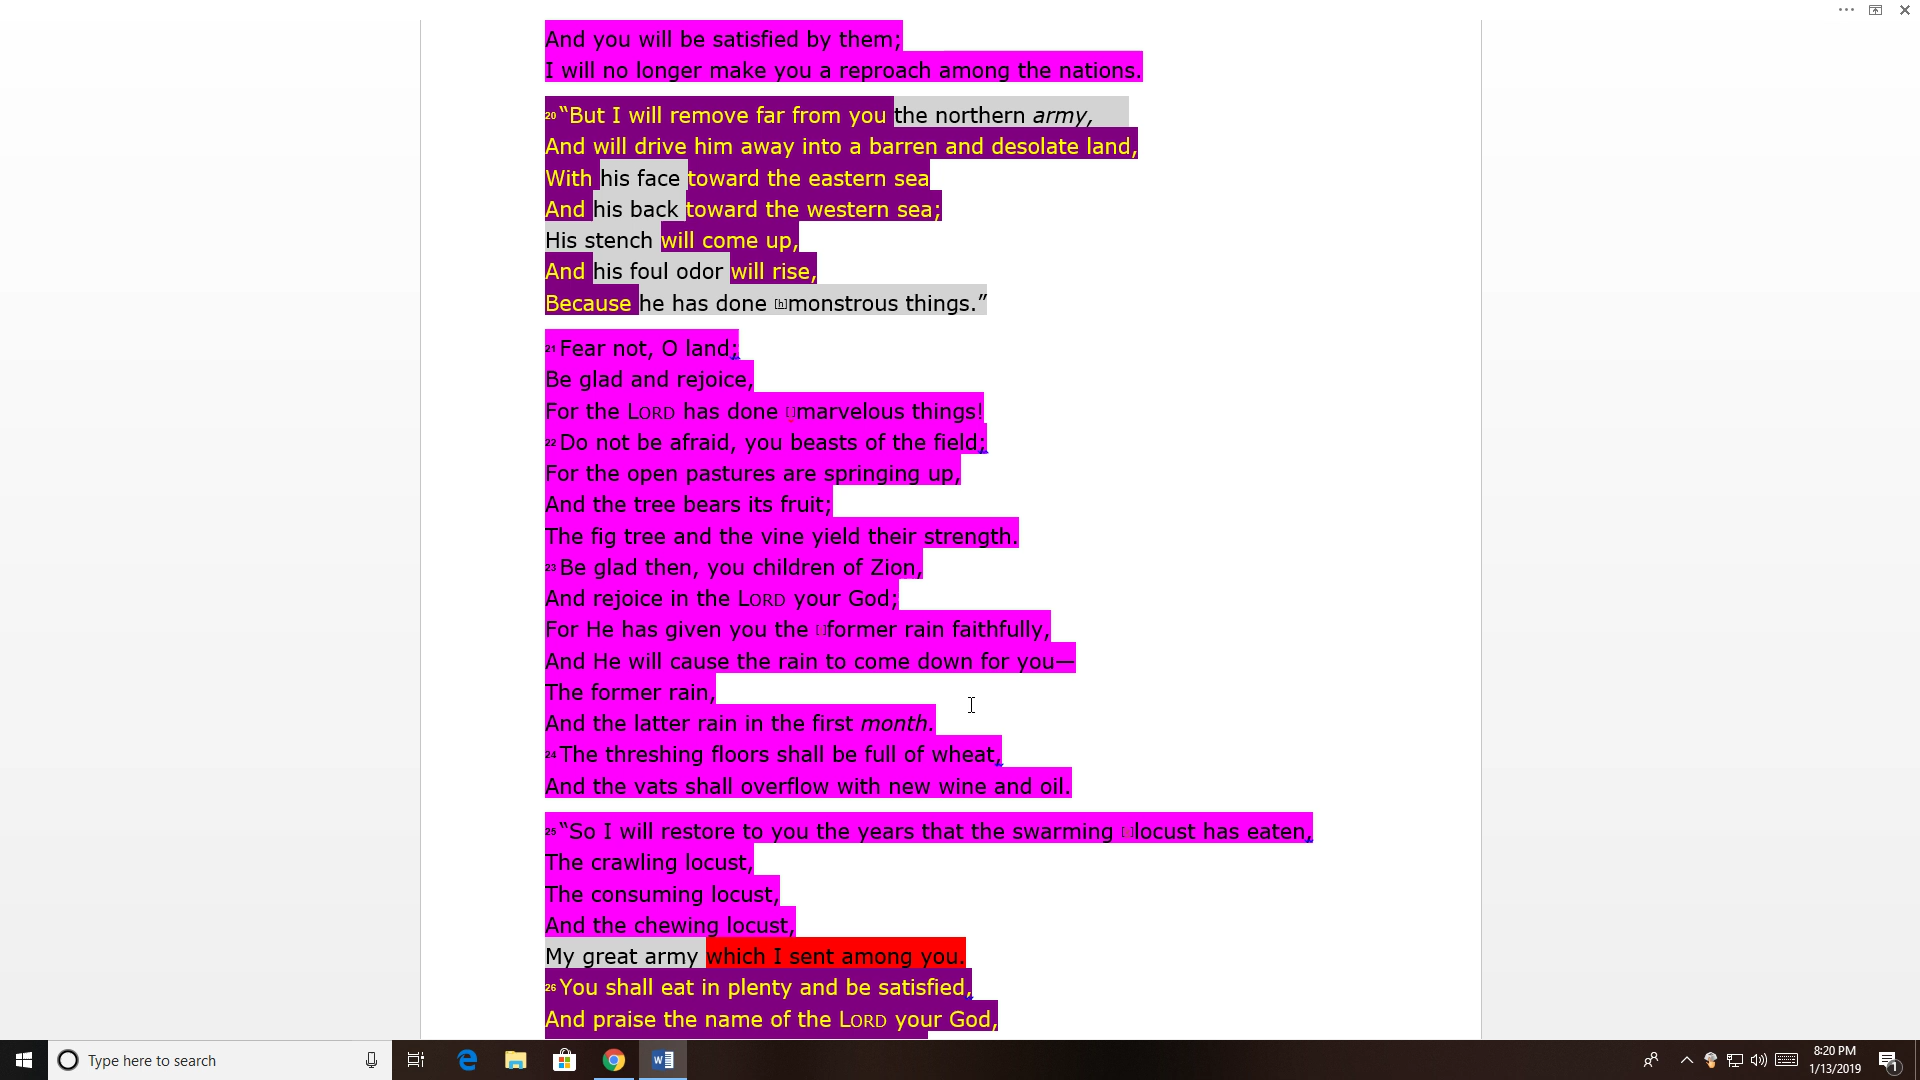 And you will be satisfied by them;
I will no longer make you a reproach among the nations.
20 “But I will remove far from you the northern army,
And will drive him away into a barren and desolate land,
With his face toward the eastern sea
And his back toward the western sea;
His stench will come up,
And his foul odor will rise,
Because he has done [h]monstrous things.”
21 Fear not, O land;
Be glad and rejoice,
For the LORD has done []marvelous things!
22 Do not be afraid, you beasts of the field;
For the open pastures are springing up,
And the tree bears its fruit;
The fig tree and the vine yield their strength.
23 Be glad then, you children of Zion,
And rejoice in the LORD your God;
For He has given you the []former rain faithfully,
And He will cause the rain to come down for you—
The former rain,
And the latter rain in the first month.
24 The threshing floors shall be full of wheat,
And the vats shall overflow with new wine and oil.
25 “So I will restore to you the years that the swarming []locust has eaten,
The crawling locust,
The consuming locust,
And the chewing locust,
My great army which I sent among you.
26 You shall eat in plenty and be satisfied,
And praise the name of the LORD your God,
Type here to search
8:20 PM
1/13/2019
1